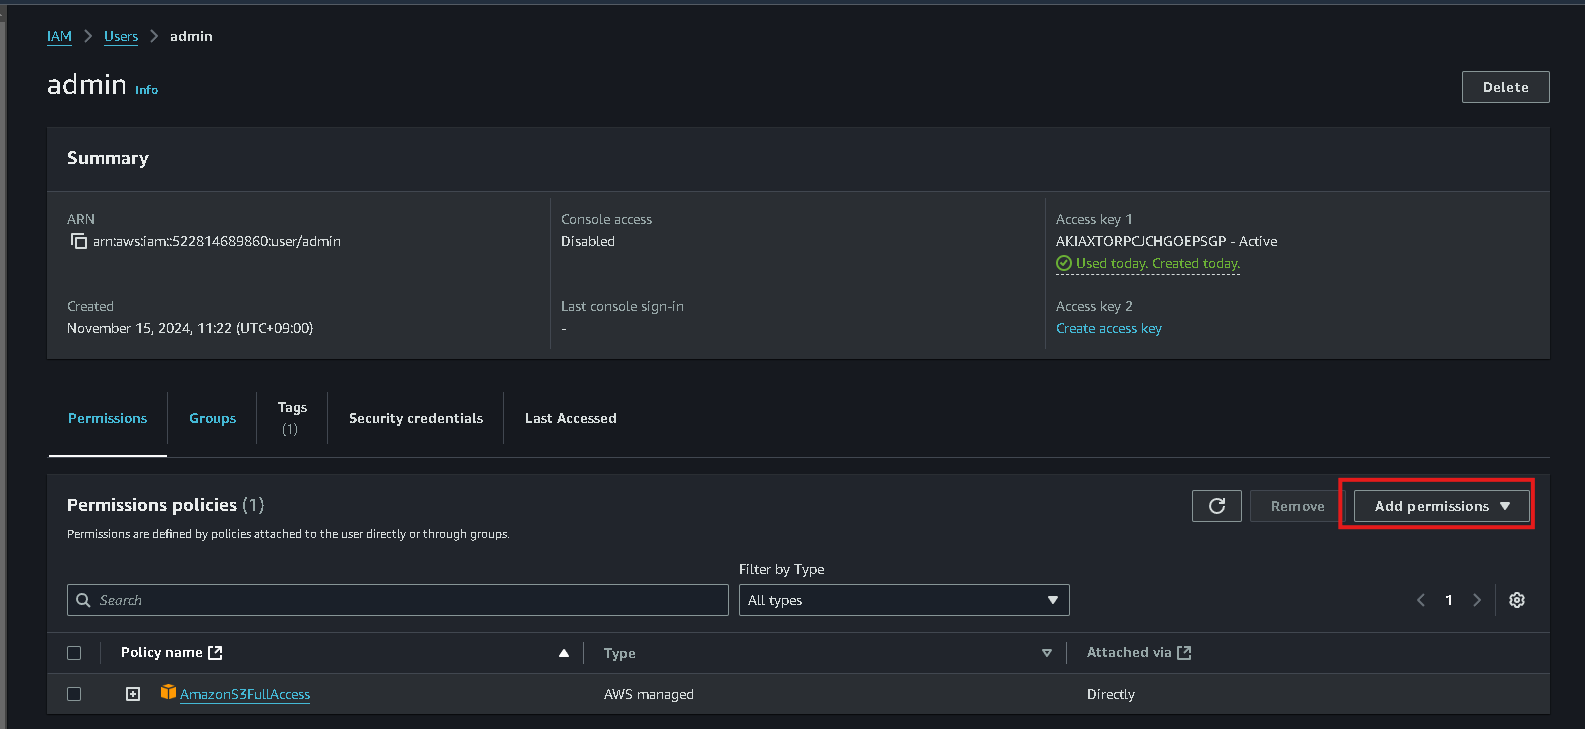 IAM > Users > admin
admin Info
Delete
Summary
ARN
arn:aws:iam::522814689860:user/admin
Console access
Disabled
Access key 1
AKIAXTORPCJCHGOEPSGP - Active
Used today. Created today.
Created
November 15, 2024, 11:22 (UTC+09:00)
Last console sign-in
-
Access key 2
Create access key
Permissions
Groups
Tags
(1)
Security credentials
Last Accessed
Permissions policies (1)
Permissions are defined by policies attached to the user directly or through groups.
Remove
Add permissions
Filter by Type
Search
All types
1
Policy name
Type
Attached via
AmazonS3FullAccess
AWS managed
Directly